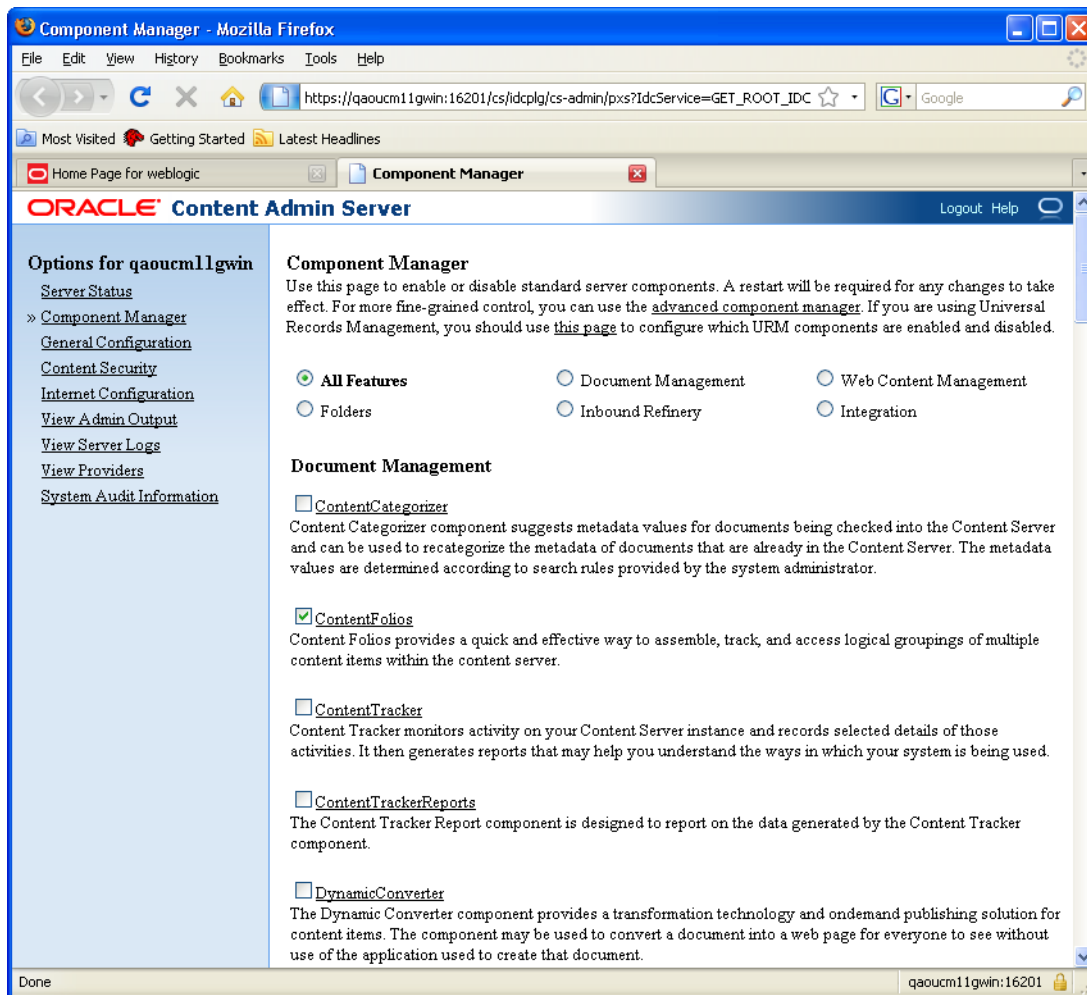 Component Manager - Mozilla Firefox
File Edit View History Bookmarks Tools Help
https://qaoucm11gwin:16201/cs/idcplg/cs-admin/pxs?IdcService=GET_ROOT_IDC
G Google
Most Visited Getting Started Latest Headlines
Home Page for weblogic
Component Manager
ORACLE Content Admin Server
Logout Help
Options for qaoucm11gwin
Server Status
» Component Manager
General Configuration
Content Security
Internet Configuration
View Admin Output
View Server Logs
View Providers
System Audit Information
Component Manager
Use this page to enable or disable standard server components. A restart will be required for any changes to take
effect. For more fine-grained control, you can use the advanced component manager. If you are using Universal
Records Management, you should use this page to configure which URM components are enabled and disabled.
All Features Document Management Web Content Management
Folders Inbound Refinery Integration
Document Management
ContentCategorizer
Content Categorizer component suggests metadata values for documents being checked into the Content Server
and can be used to recategorize the metadata of documents that are already in the Content Server. The metadata
values are determined according to search rules provided by the system administrator.
ContentFolios
Content Folios provides a quick and effective way to assemble, track, and access logical groupings of multiple
content items within the content server.
ContentTracker
Content Tracker monitors activity on your Content Server instance and records selected details of those
activities. It then generates reports that may help you understand the ways in which your system is being used.
ContentTrackerReports
The Content Tracker Report component is designed to report on the data generated by the Content Tracker
component.
DynamicConverter
The Dynamic Converter component provides a transformation technology and ondemand publishing solution for
content items. The component may be used to convert a document into a web page for everyone to see without
use of the application used to create that document.
Done
qaoucm11gwin:16201